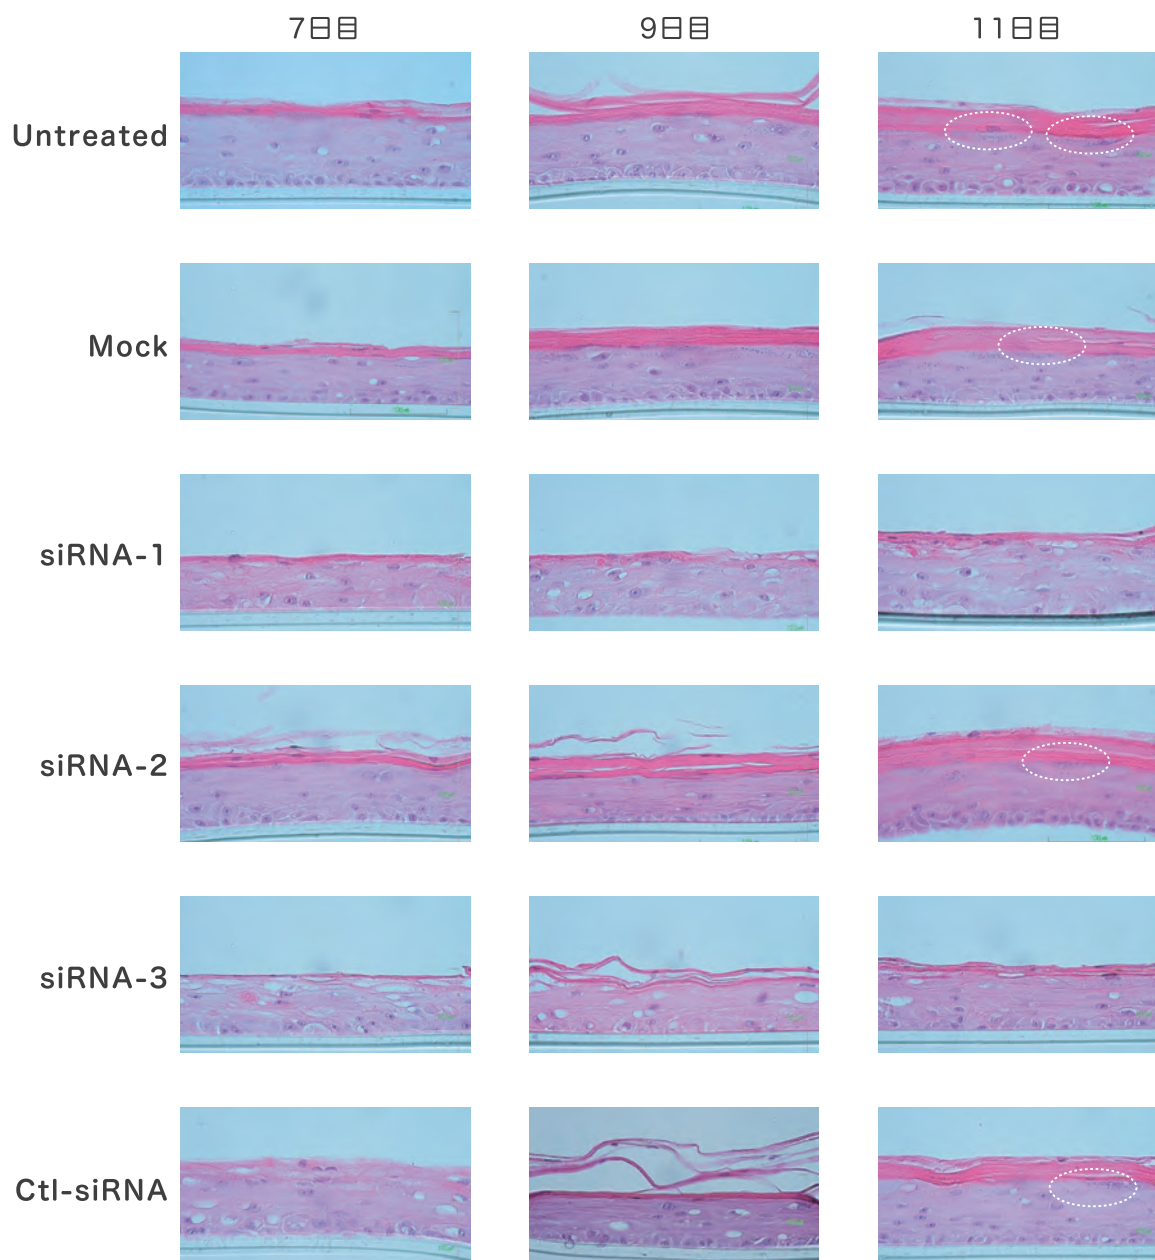 7日目 9日目 11日目
Untreated
Mock
siRNA-1
siRNA-2
siRNA-3
Ctl-siRNA